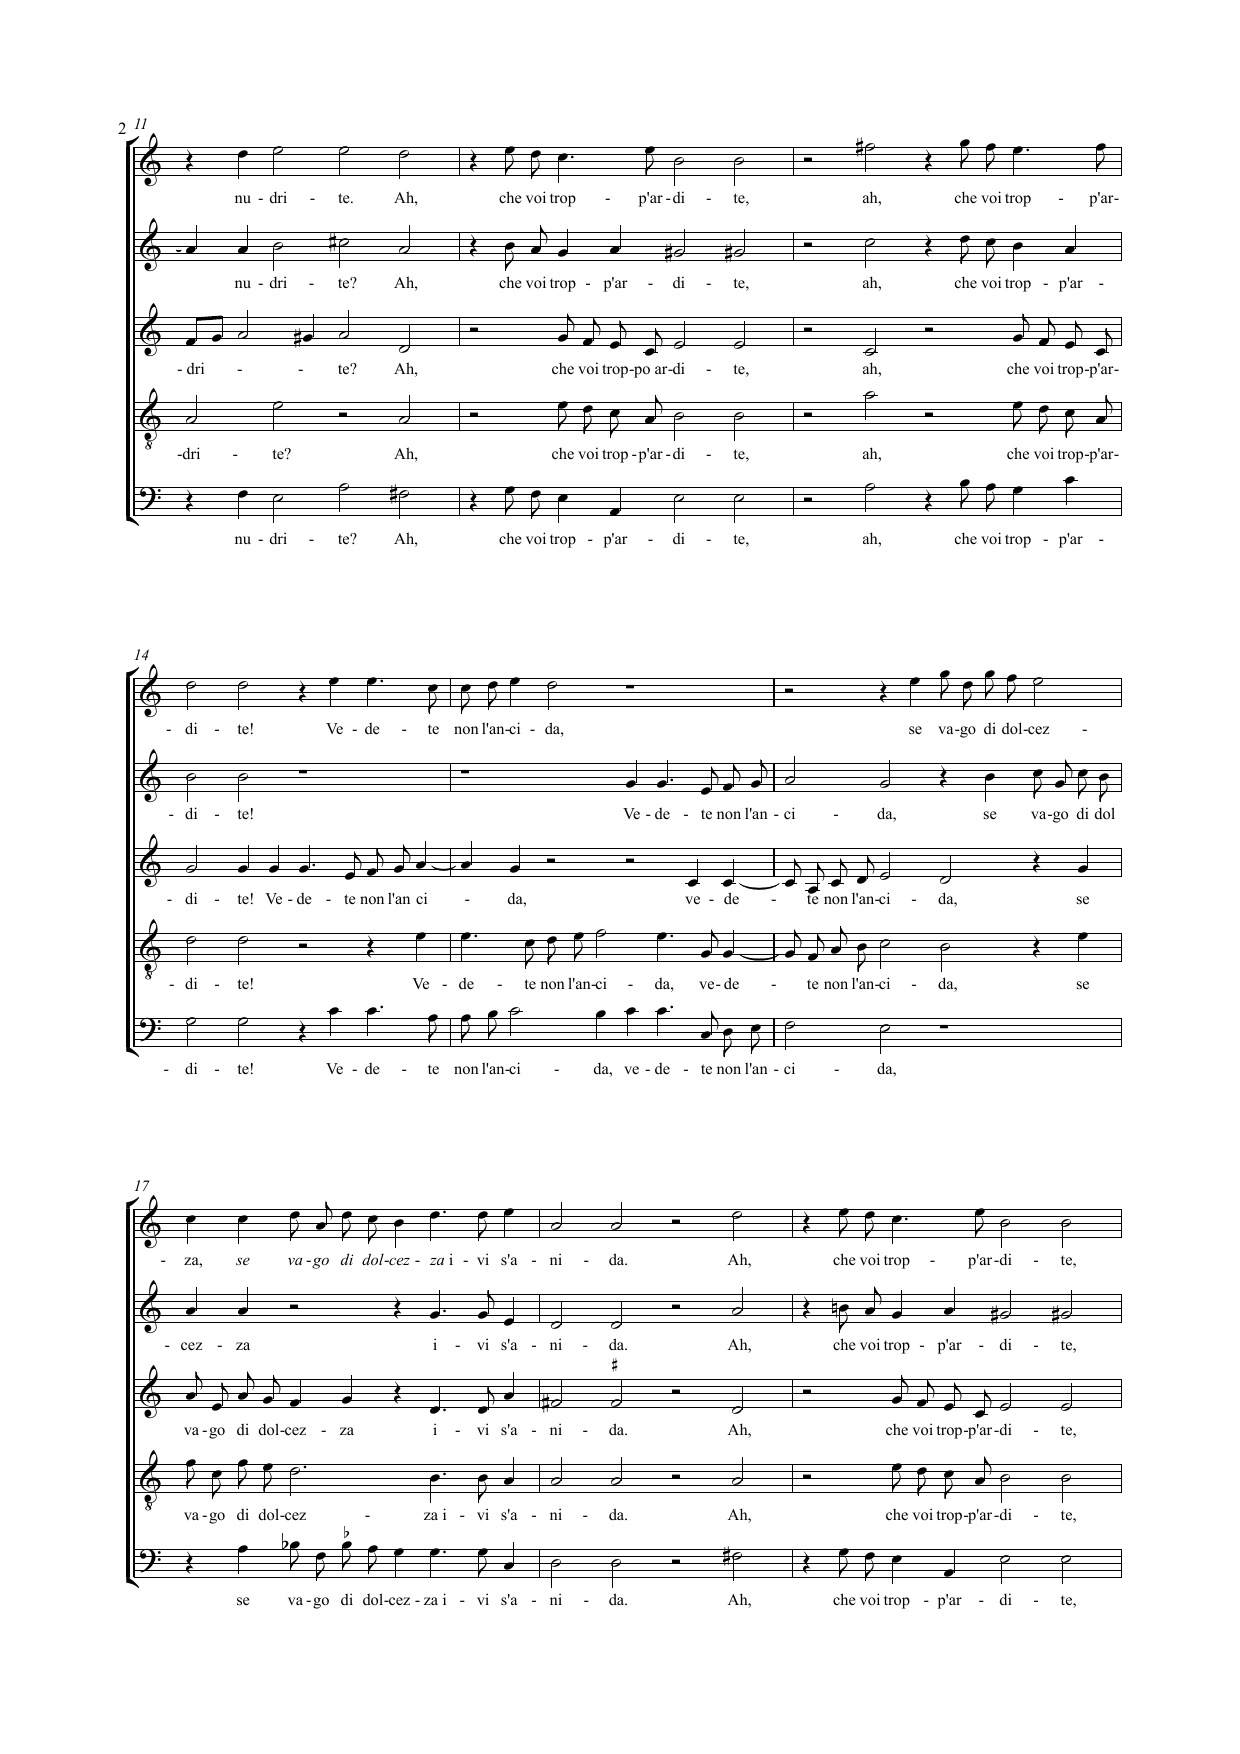 2 11
nu - dri - te. Ah, che voi trop - p'ar - di - te, ah, che voi trop - p'ar-
nu - dri - te? Ah, che voi trop - p'ar - di - te, ah, che voi trop - p'ar -
- dri - - te? Ah, che voi trop-po ar-di - te, ah, che voi trop-p'ar-
8
-dri - te? Ah, che voi trop - p'ar - di - te, ah, che voi trop-p'ar-
nu - dri - te? Ah, che voi trop - p'ar - di - te, ah, che voi trop - p'ar -
14
- di - te! Ve - de - te non l'an-ci - da, se va-go di dol-cez -
- di - te! Ve - de - te non l'an - ci - da, se va-go di dol
- di - te! Ve - de - te non l'an ci - da, ve - de - te non l'an-ci - da, se
8
- di - te! Ve - de - te non l'an-ci - da, ve- de - te non l'an-ci - da, se
- di - te! Ve - de - te non l'an-ci - da, ve - de - te non l'an - ci - da,
17
- za, se va - go di dol-cez - za i - vi s'a - ni - da. Ah, che voi trop - p'ar-di - te,
- cez - za i - vi s'a - ni - da. Ah, che voi trop - p'ar - di - te,
va - go di dol-cez - za i - vi s'a - ni - da. Ah, che voi trop-p'ar-di - te,
8
va - go di dol-cez - za i - vi s'a - ni - da. Ah, che voi trop-p'ar-di - te,
se va - go di dol-cez - za i - vi s'a - ni - da. Ah, che voi trop - p'ar - di - te,